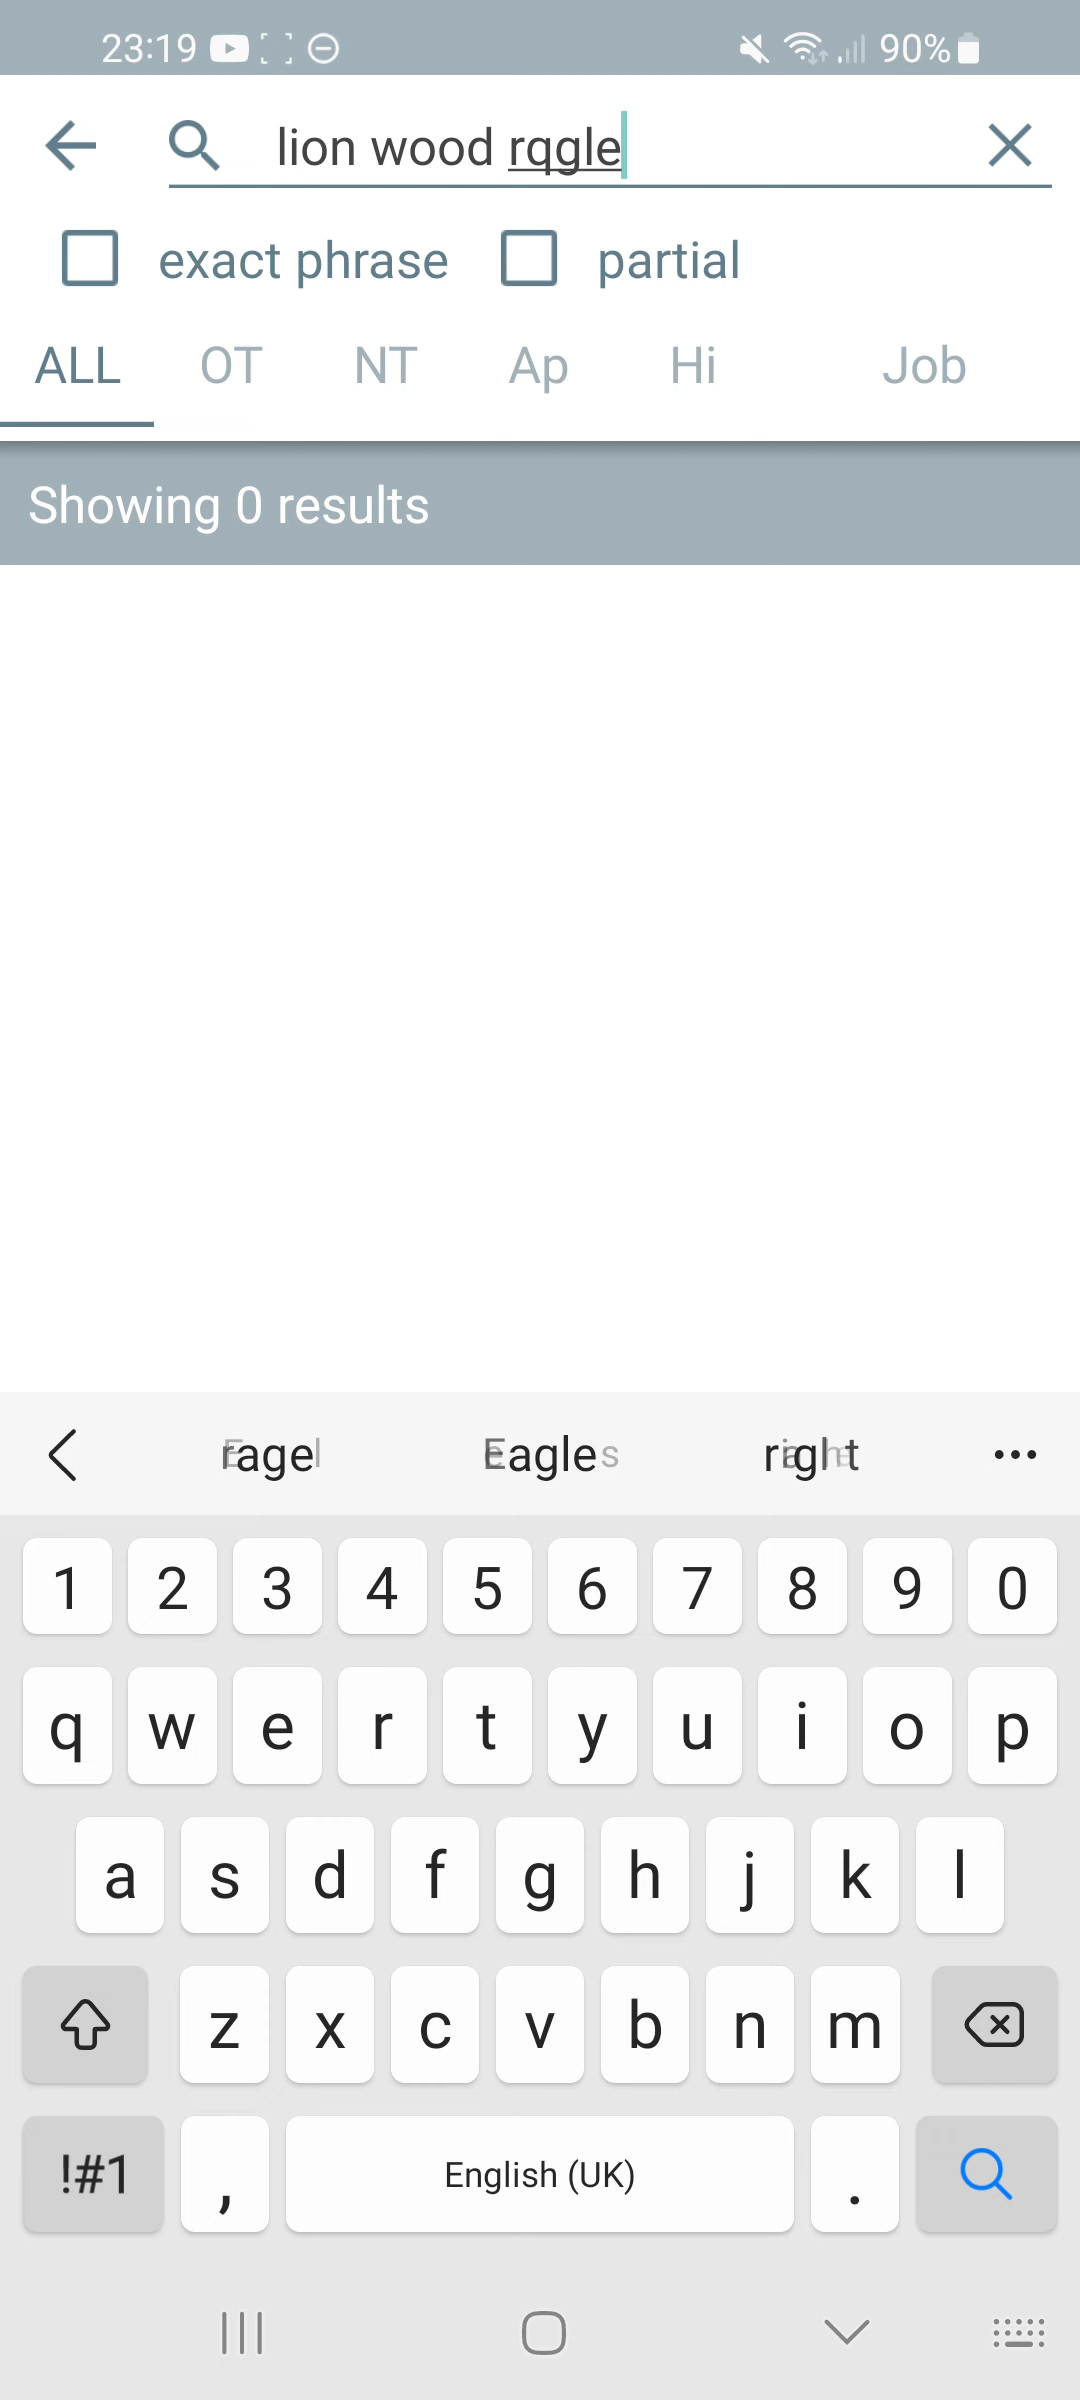 23:19 90%
lion wood rqgle
exact phrase partial
ALL OT NT Ap Hi Job
Showing 0 results
Eagles
1 2 3 4 5 6 7 8 9 0
q w e r t y u i o p
a s d f g h j k l
z x c v b n m
!#1 , English (UK) .